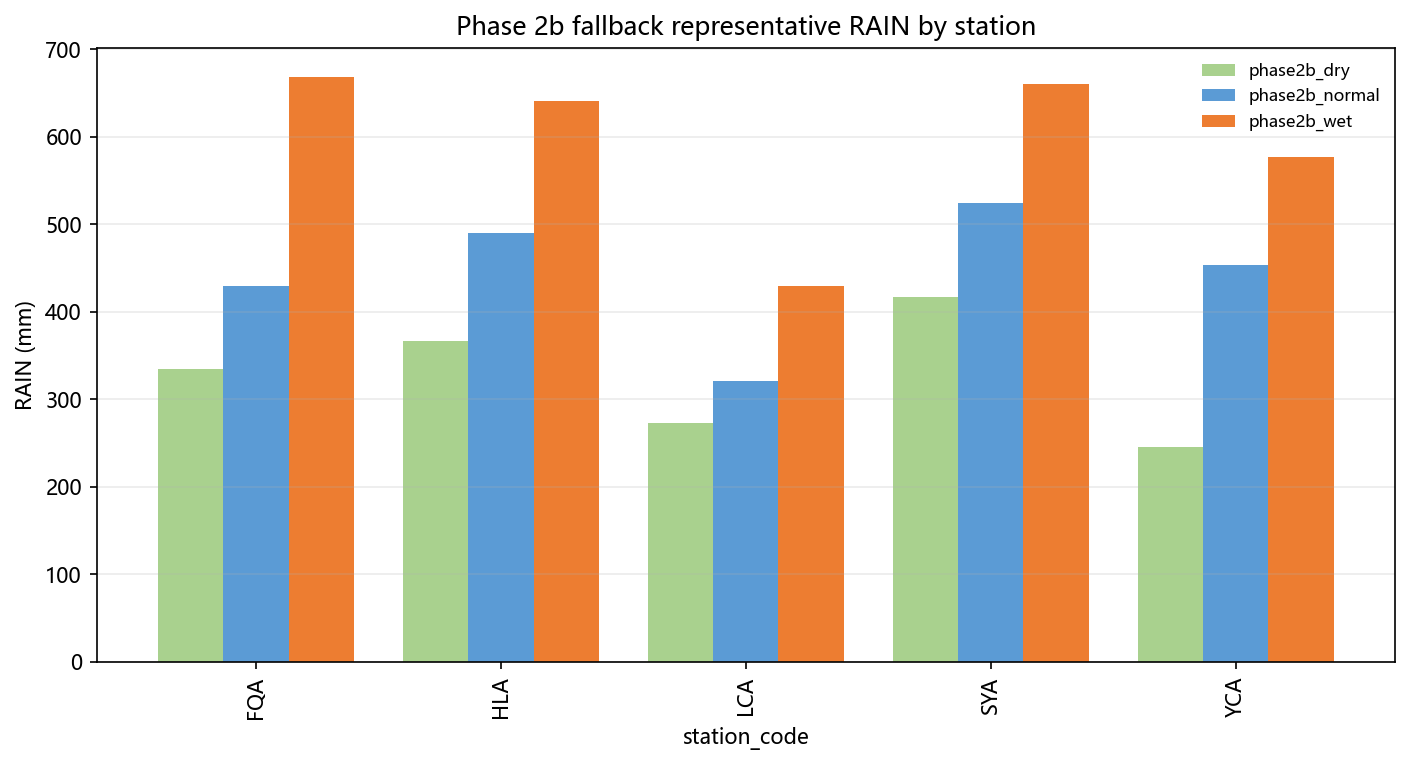 Phase 2b fallback representative RAIN by station
phase2b_dry
phase2b_normal
phase2b_wet
RAIN (mm)
700
600
500
400
300
200
100
0
FQA
HLA
LCA
SYA
YCA
station_code